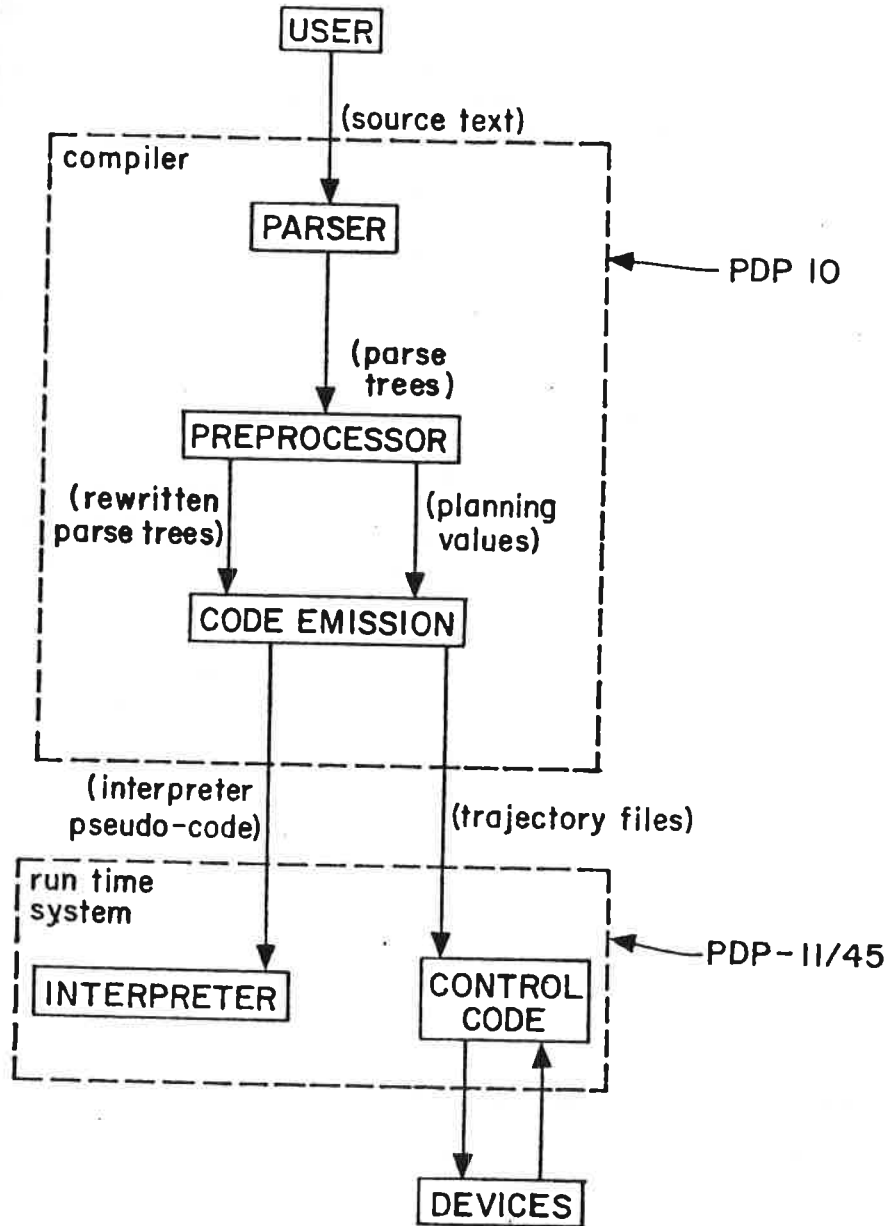 USER
(source text)
compiler
PARSER
PDP 10
(parse
trees)
PREPROCESSOR
(rewritten
parse trees)
(planning
values)
CODE EMISSION
(interpreter
pseudo-code)
(trajectory files)
run time
system
PDP-11/45
INTERPRETER
CONTROL
CODE
DEVICES